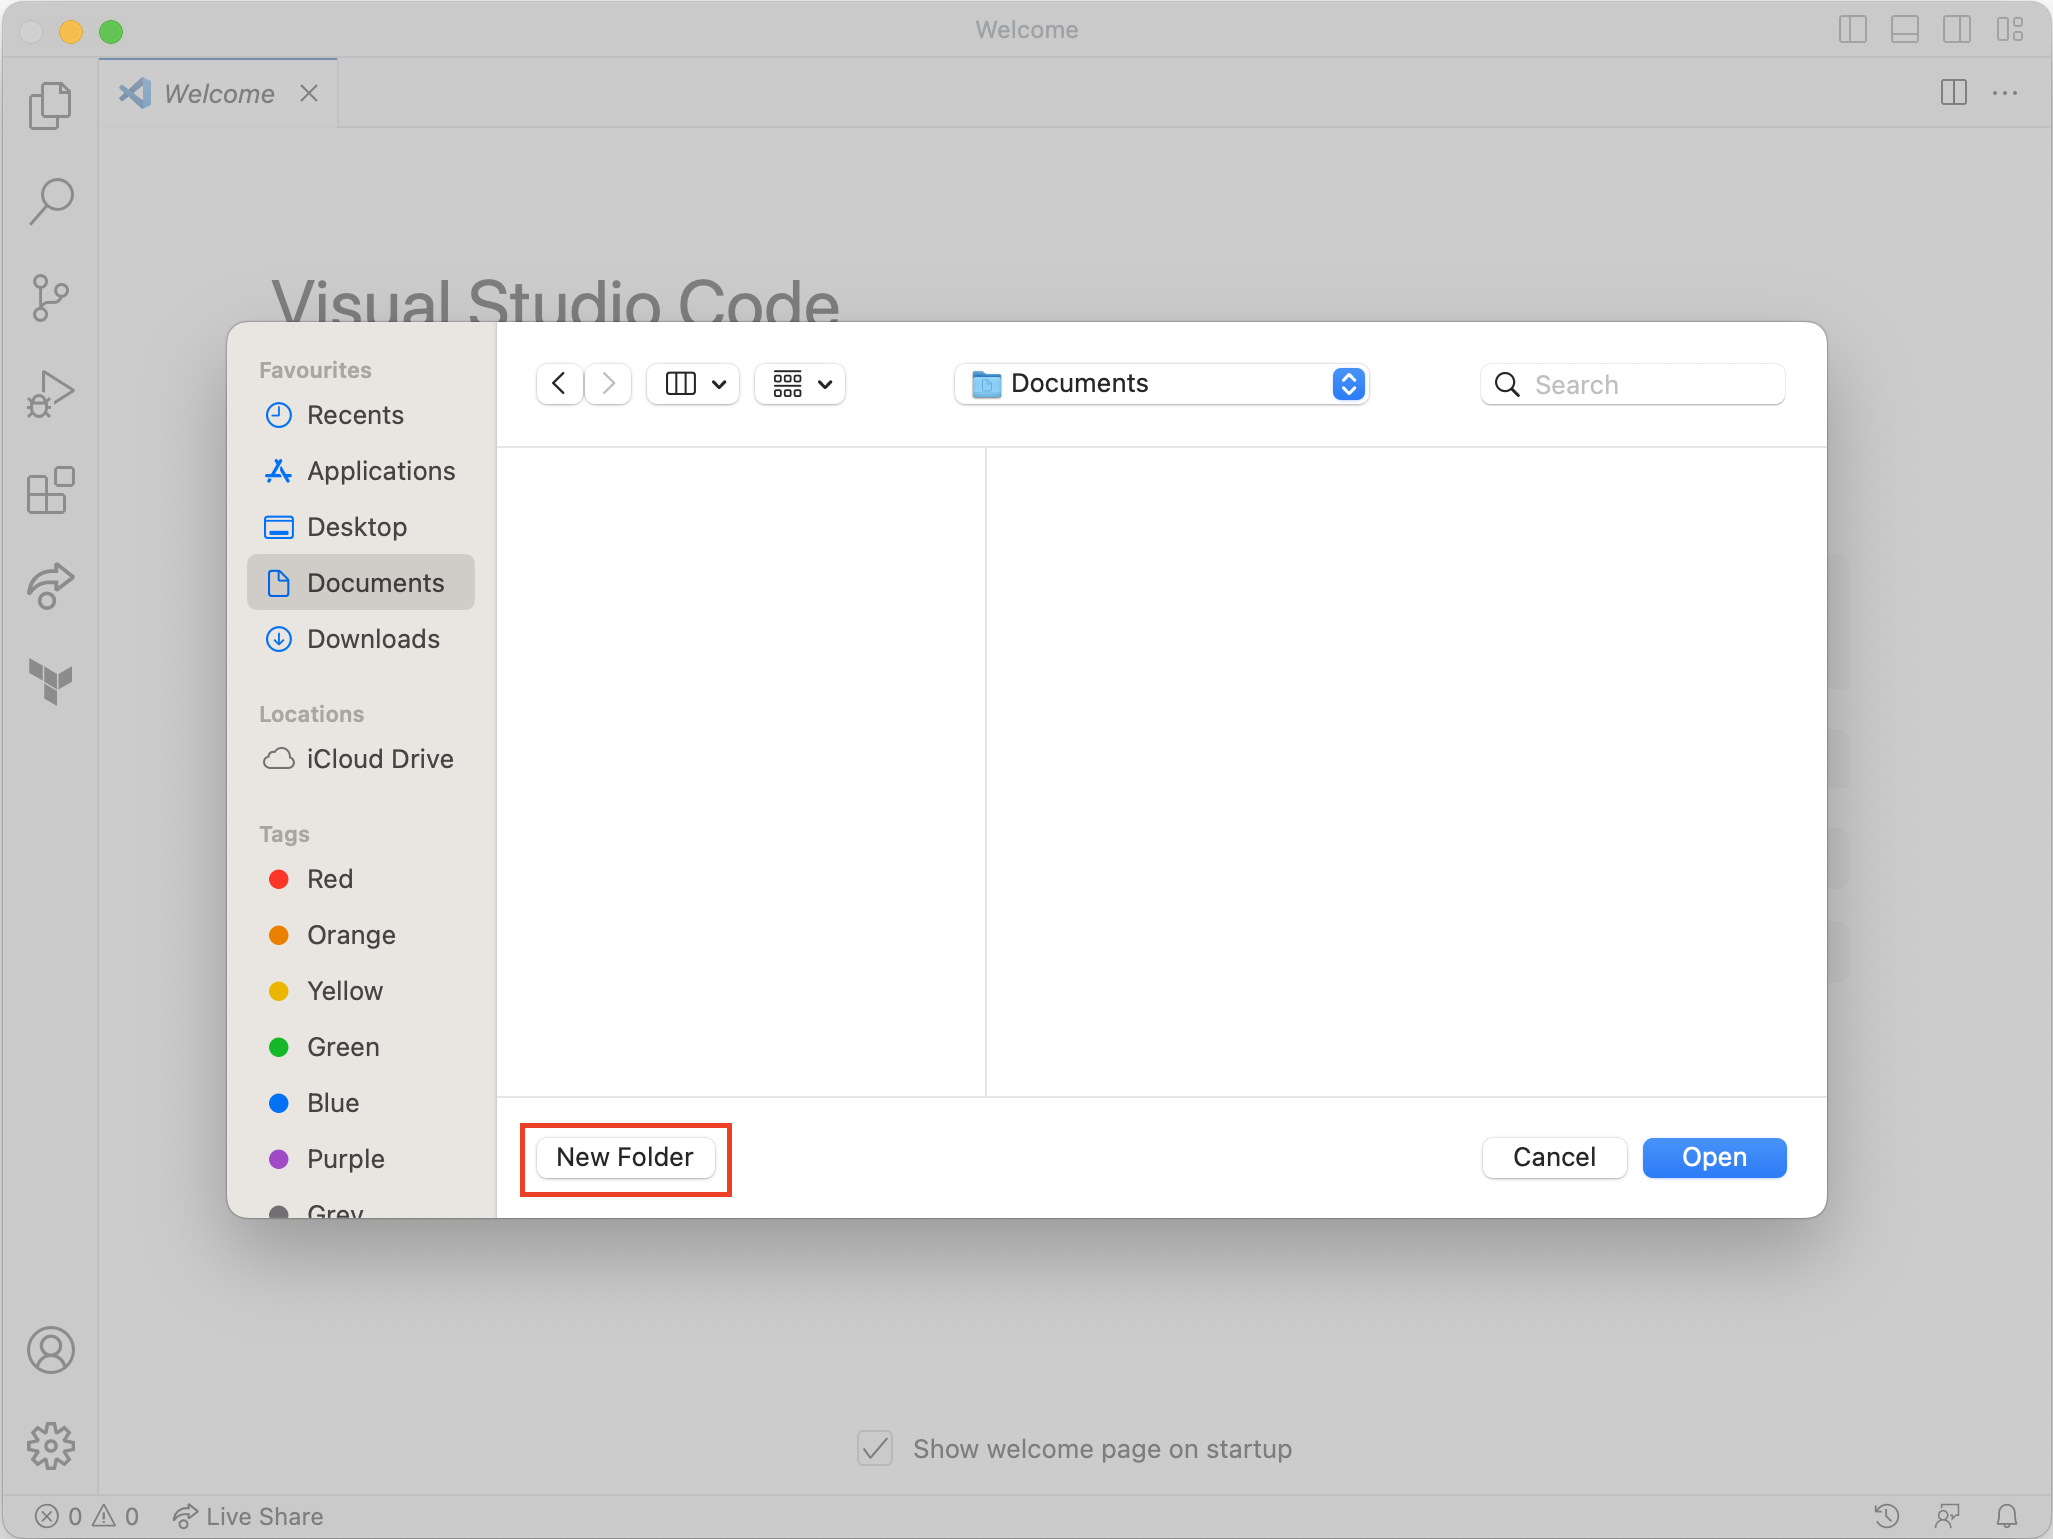 Welcome
Welcome
Visual Studio Code
Favourites
Recents
Applications
Desktop
Documents
Downloads
Locations
iCloud Drive
Tags
Red
Orange
Yellow
Green
Blue
Purple
Grey
Documents
Search
New Folder
Cancel
Open
Show welcome page on startup
0 0 Live Share